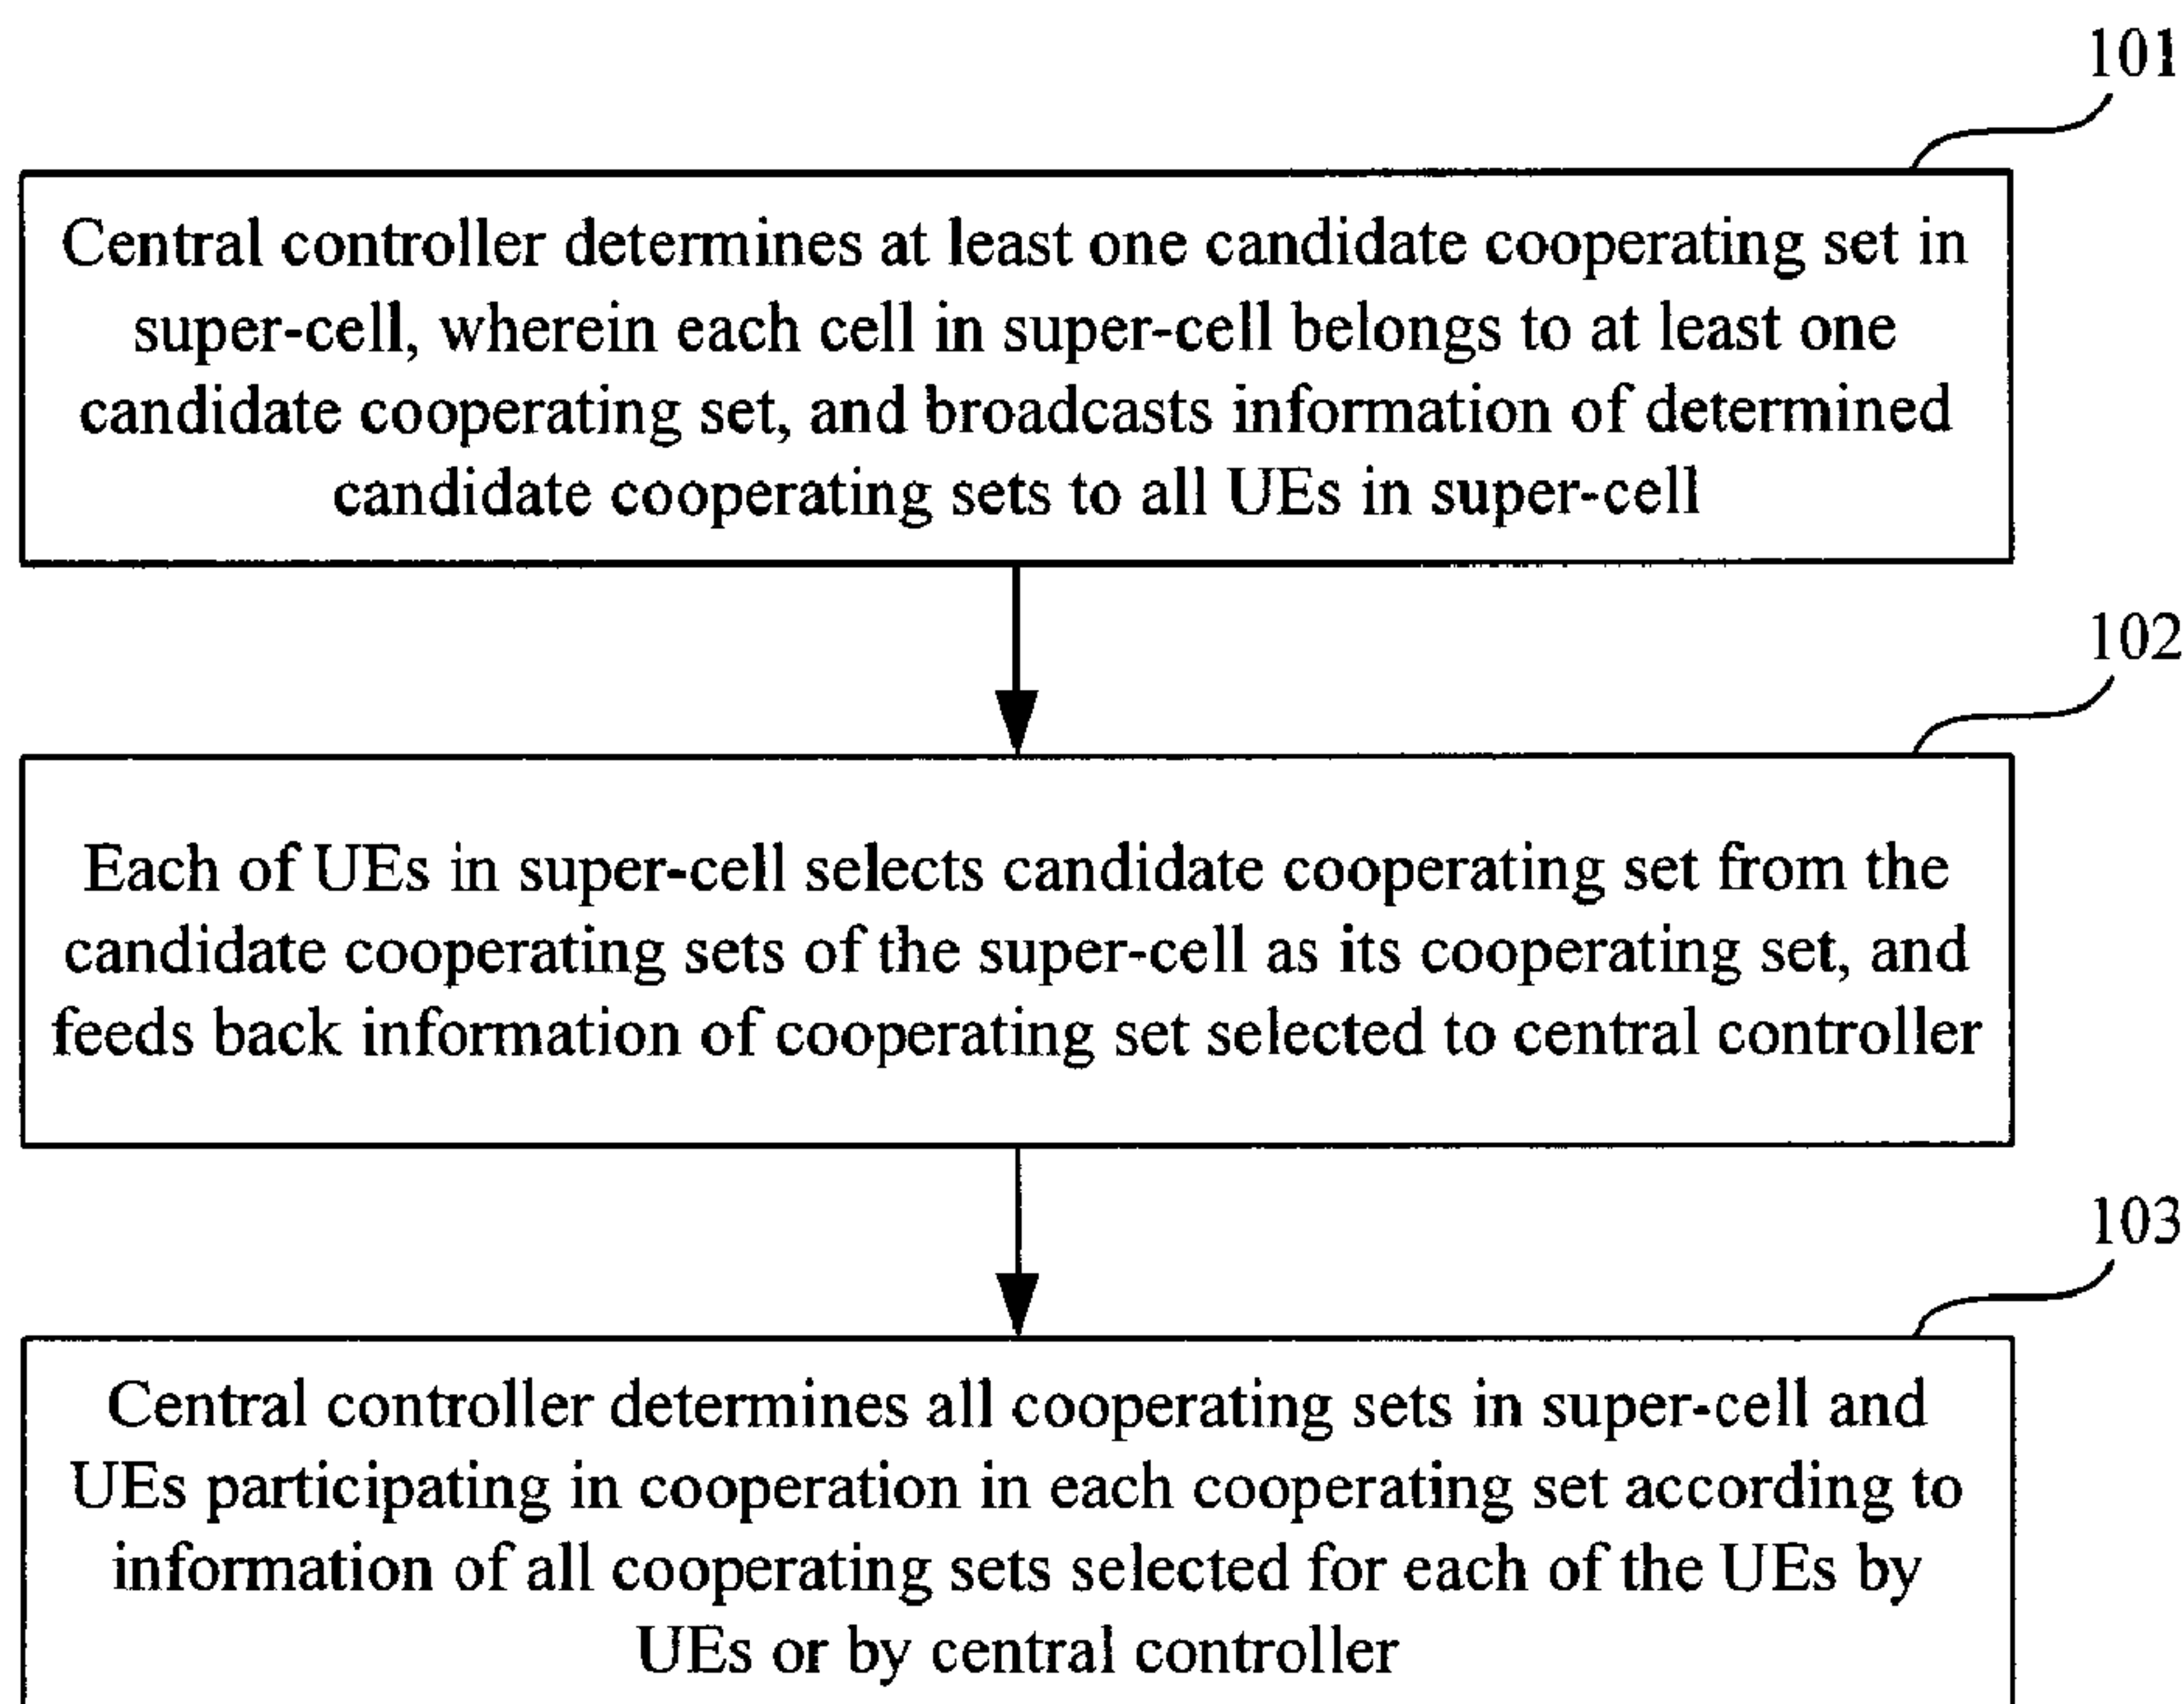 101
Central controller determines at least one candidate cooperating set in
super-cell, wherein each cell in super-cell belongs to at least one
candidate cooperating set, and broadcasts information of determined
candidate cooperating sets to all UEs in super-cell
102
Each of UEs in super-cell selects candidate cooperating set from the
candidate cooperating sets of the super-cell as its cooperating set, and
feeds back information of cooperating set selected to central controller
103
Central controller determines all cooperating sets in super-cell and
UEs participating in cooperation in each cooperating set according to
information of all cooperating sets selected for each of the UEs by
UEs or by central controller